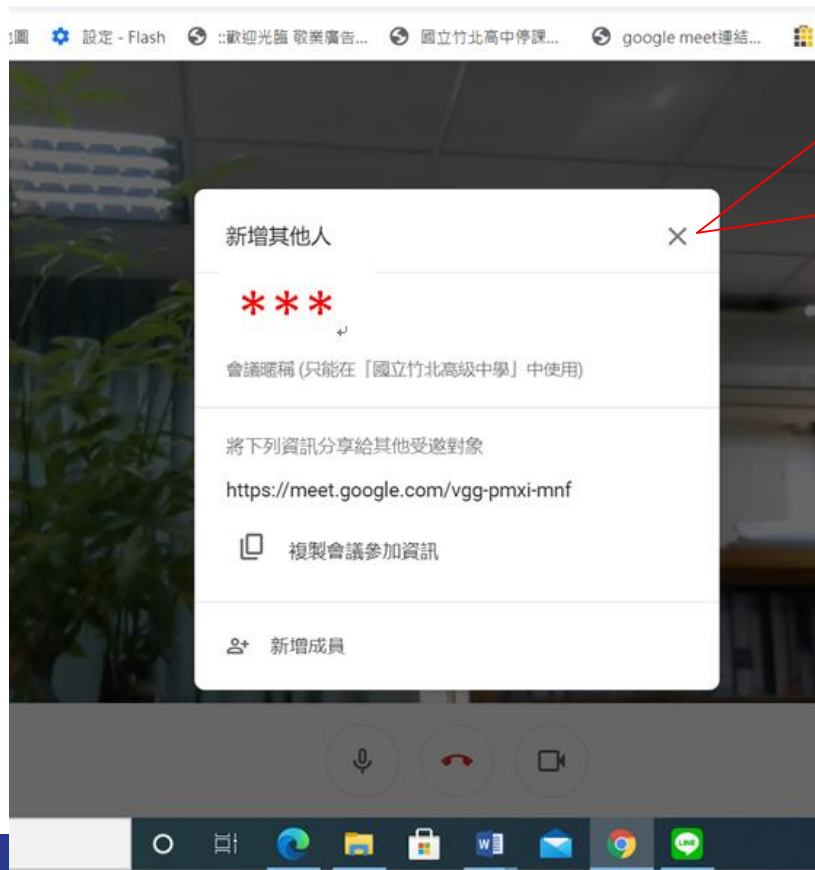 圖 設定 - Flash ::歡迎光臨 敬業廣告... 國立竹北高中停課... google meet連結...
新增其他人
***
會議暱稱 (只能在「國立竹北高級中學」中使用)
將下列資訊分享給其他受邀對象
https://meet.google.com/vgg-pmxi-mnf
複製會議參加資訊
新增成員
LINE